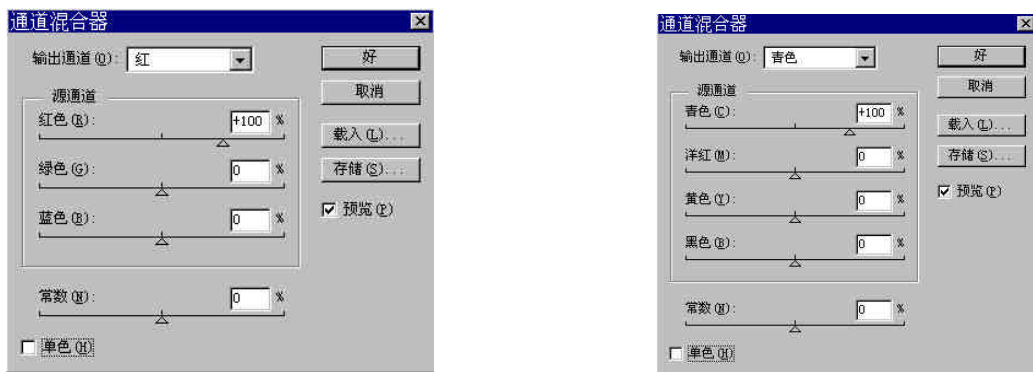 通道混合器
输出通道(O): 红
好
取消
源通道
红色(R): +100 %
载入(L)...
绿色(G): 0 %
存储(S)...
蓝色(B): 0 %
预览(P)
常数(N): 0 %
单色(H)
通道混合器
输出通道(O): 青色
好
取消
源通道
青色(C): +100 %
载入(L)...
洋红(M): 0 %
存储(S)...
黄色(Y): 0 %
预览(P)
黑色(B): 0 %
常数(N): 0 %
单色(H)